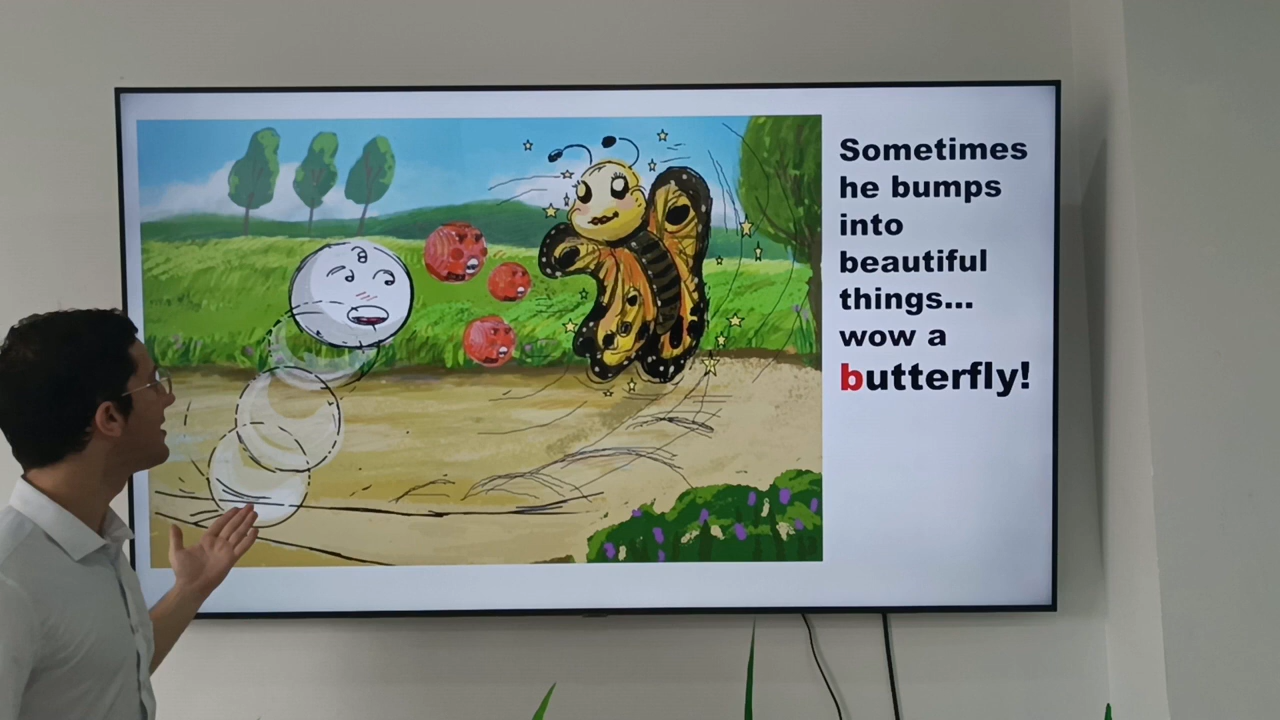 Sometimes
he bumps
into
beautiful
things...
wow a
butterfly!